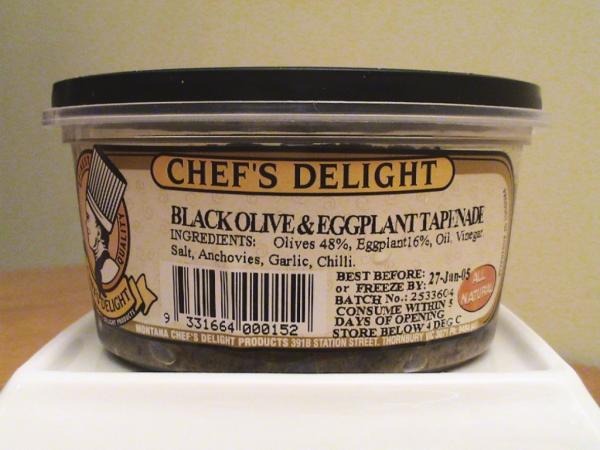 CHEF'S DELIGHT
BLACK OLIVE & EGGPLANT TAPENADE
INGREDIENTS: Olives 48%, Eggplant16%, Oil, Vinegar
Salt, Anchovies, Garlic, Chilli.
BEST BEFORE: 27-Jun-05
or FREEZE BY:
BATCH No.: 2533604
CONSUME WITHIN 5
DAYS OF OPENING
STORE BELOW 4 DEG C
ALL
NATURAL
QUALITY
DELIGHT
9 331664 000152
MONTANA CHEF'S DELIGHT PRODUCTS 391B STATION STREET, THORNBURY VIC 3071